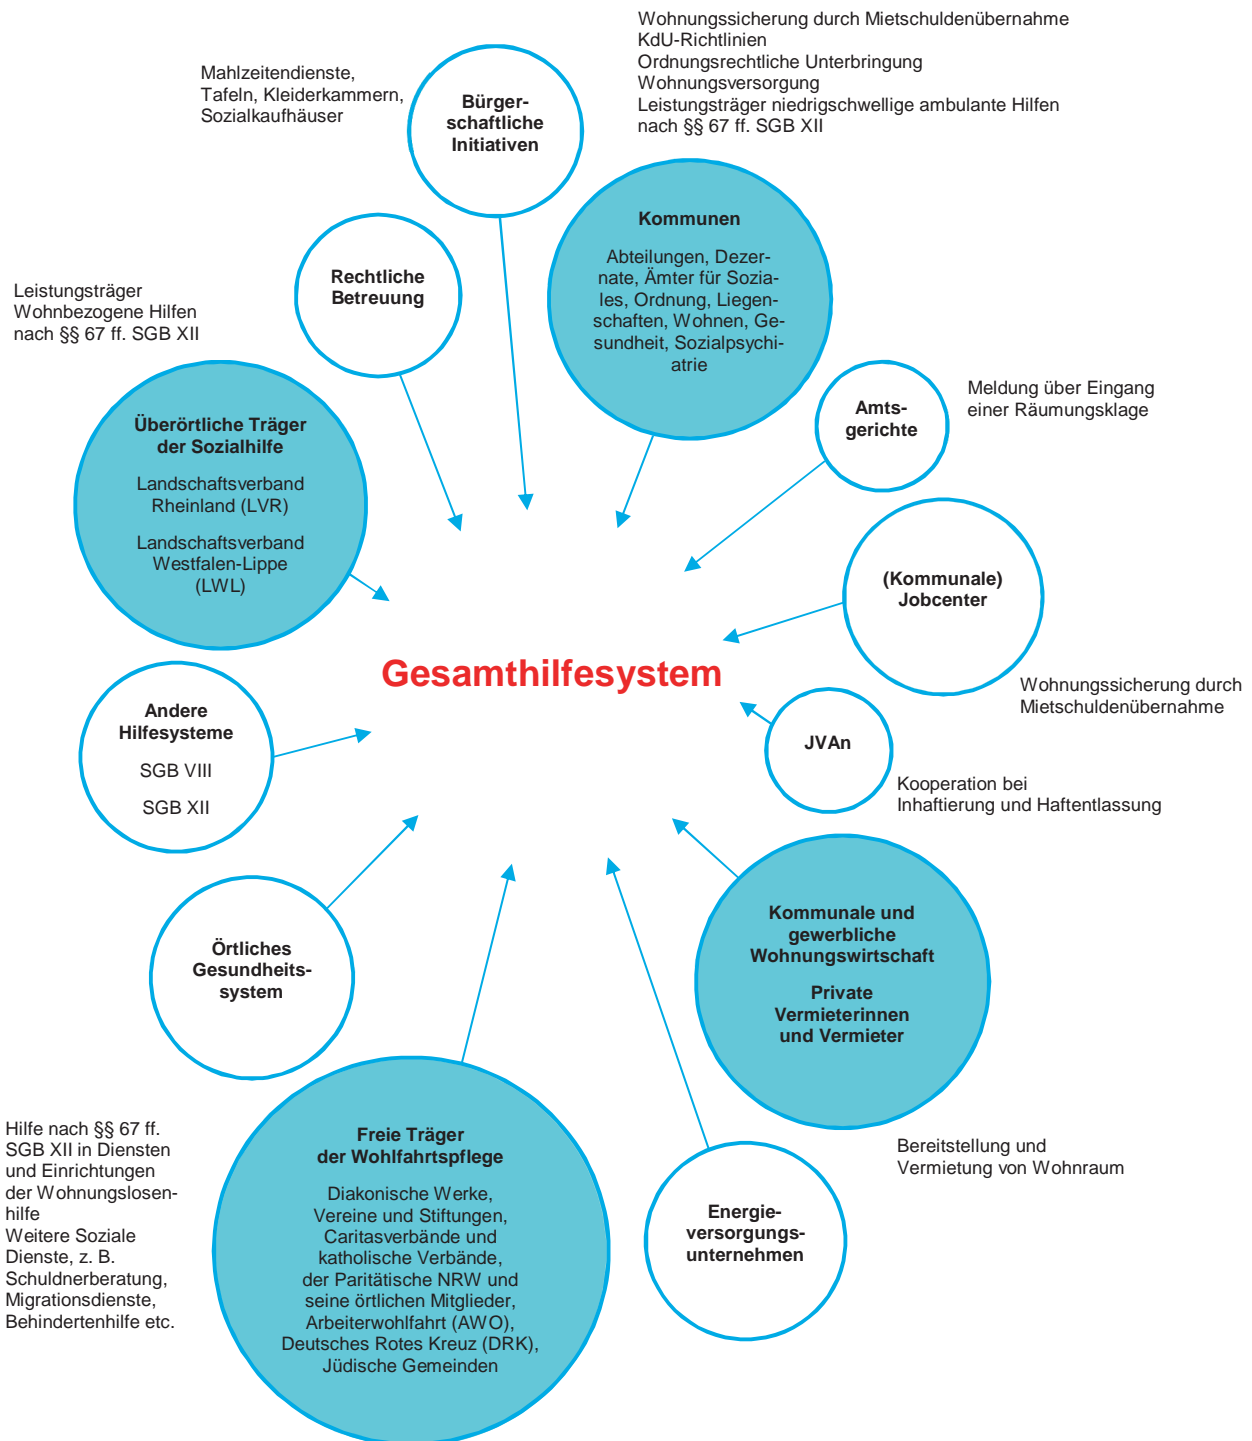 Wohnungssicherung durch Mietschuldenübernahme
KdU-Richtlinien
Ordnungsrechtliche Unterbringung
Wohnungsversorgung
Leistungsträger niedrigschwellige ambulante Hilfen
nach §§ 67 ff. SGB XII
Mahlzeitendienste,
Tafeln, Kleiderkammern,
Sozialkaufhäuser
Bürger-
schaftliche
Initiativen
Kommunen
Abteilungen, Dezer-
nate, Ämter für Sozia-
les, Ordnung, Liegen-
schaften, Wohnen, Ge-
sundheit, Sozialpsychi-
atrie
Rechtliche
Betreuung
Leistungsträger
Wohnbezogene Hilfen
nach §§ 67 ff. SGB XII
Überörtliche Träger
der Sozialhilfe
Landschaftsverband
Rheinland (LVR)
Landschaftsverband
Westfalen-Lippe
(LWL)
Amts-
gerichte
Meldung über Eingang
einer Räumungsklage
(Kommunale)
Jobcenter
Wohnungssicherung durch
Mietschuldenübernahme
Gesamthilfesystem
Andere
Hilfesysteme
SGB VIII
SGB XII
JVAn
Kooperation bei
Inhaftierung und Haftentlassung
Kommunale und
gewerbliche
Wohnungswirtschaft
Private
Vermieterinnen
und Vermieter
Bereitstellung und
Vermietung von Wohnraum
Örtliches
Gesundheits-
system
Hilfe nach §§ 67 ff.
SGB XII in Diensten
und Einrichtungen
der Wohnungslosen-
hilfe
Weitere Soziale
Dienste, z. B.
Schuldnerberatung,
Migrationsdienste,
Behindertenhilfe etc.
Freie Träger
der Wohlfahrtspflege
Diakonische Werke,
Vereine und Stiftungen,
Caritasverbände und
katholische Verbände,
der Paritätische NRW und
seine örtlichen Mitglieder,
Arbeiterwohlfahrt (AWO),
Deutsches Rotes Kreuz (DRK),
Jüdische Gemeinden
Energie-
versorgungs-
unternehmen